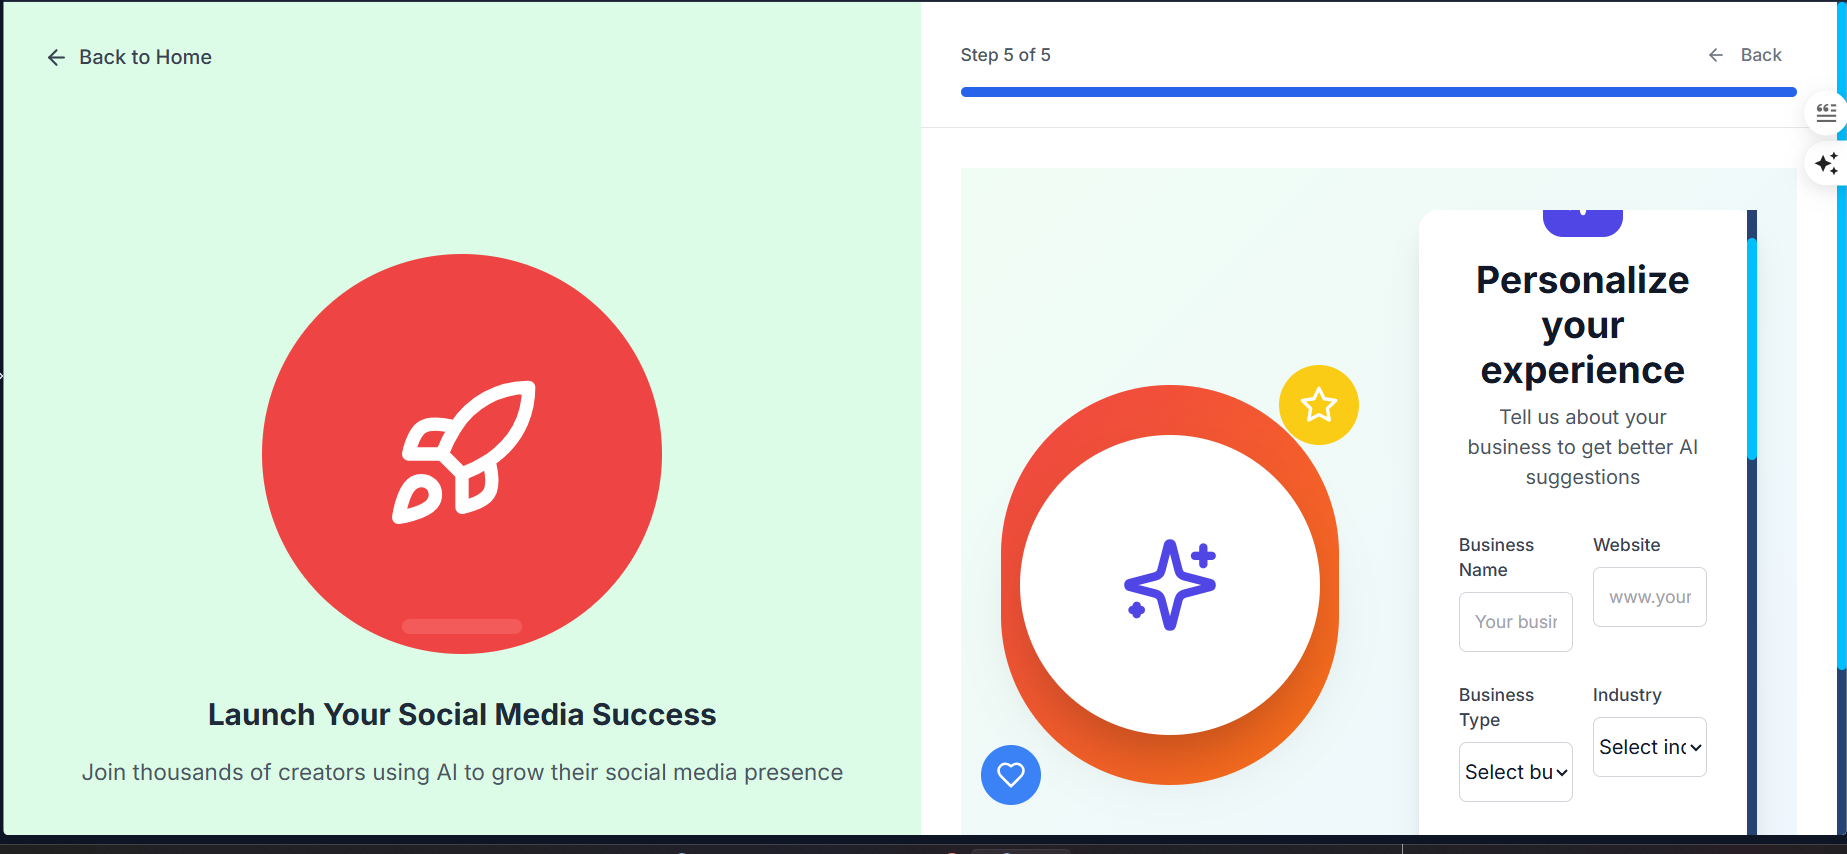 Back to Home
Launch Your Social Media Success
Join thousands of creators using AI to grow their social media presence
Step 5 of 5
Back
Personalize
your
experience
Tell us about your
business to get better AI
suggestions
Business
Name
Website
Your busin
www.your
Business
Type
Industry
Select bu
Select ind